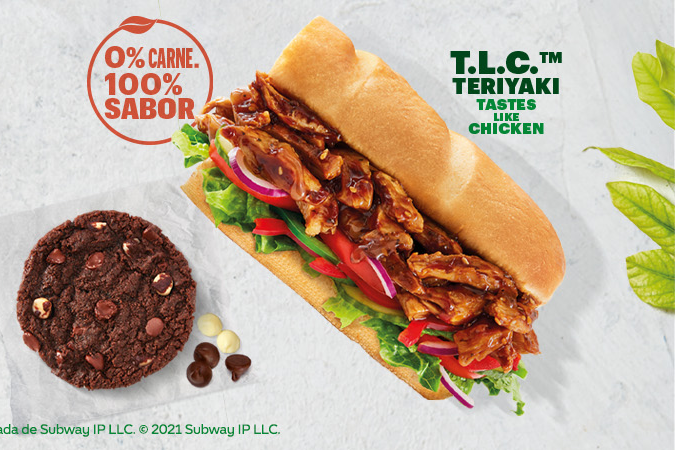 0% CARNE.
100%
SABOR
T.L.C.™
TERIYAKI
TASTES
LIKE
CHICKEN
ada de Subway IP LLC. © 2021 Subway IP LLC.